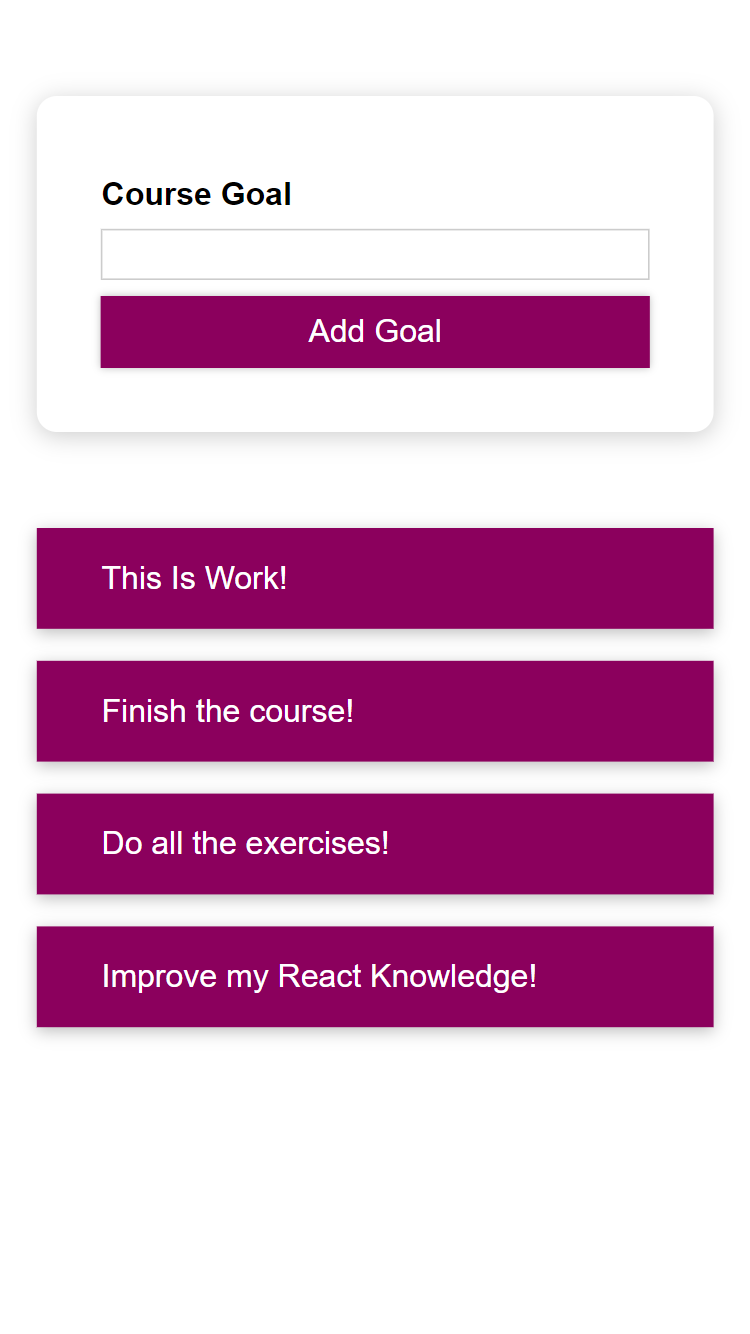 Course Goal
Add Goal
This Is Work!
Finish the course!
Do all the exercises!
Improve my React Knowledge!